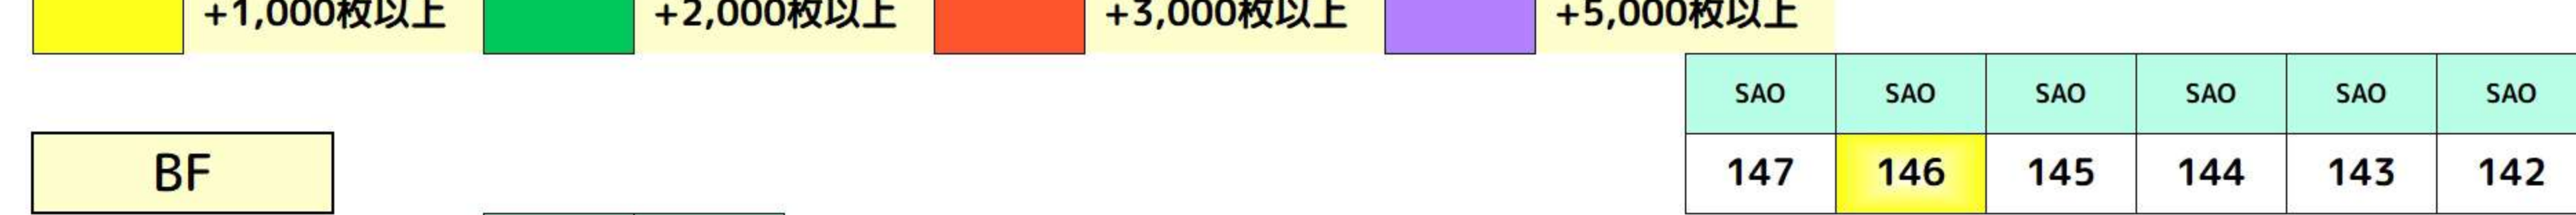 +1,000枚以上 +2,000枚以上 +3,000枚以上 +5,000枚以上
SAO SAO SAO SAO SAO SAO
BF 147 146 145 144 143 142